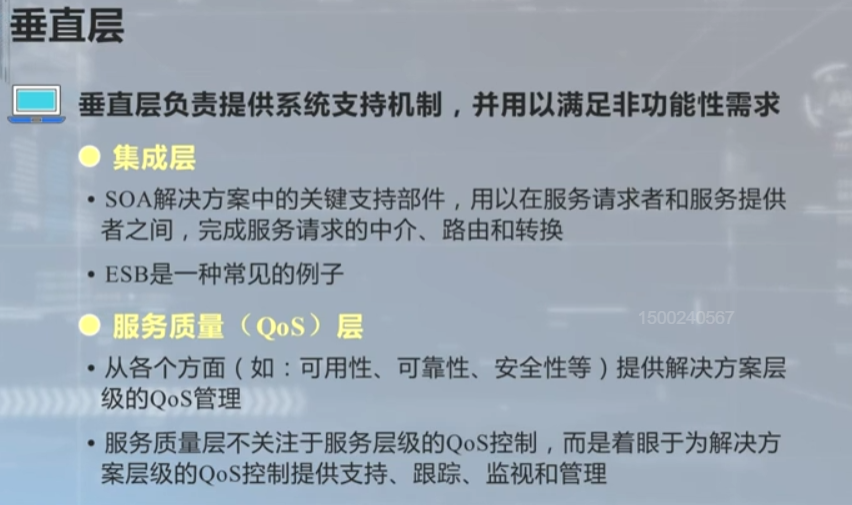 垂直层
垂直层负责提供系统支持机制，并用以满足非功能性需求
集成层
• SOA解决方案中的关键支持部件，用以在服务请求者和服务提供
者之间，完成服务请求的中介、路由和转换
• ESB是一种常见的例子
服务质量（QoS）层
1500240567
• 从各个方面（如：可用性、可靠性、安全性等）提供解决方案层
级的QoS管理
• 服务质量层不关注于服务层级的QoS控制，而是着眼于为解决方
案层级的QoS控制提供支持、跟踪、监视和管理